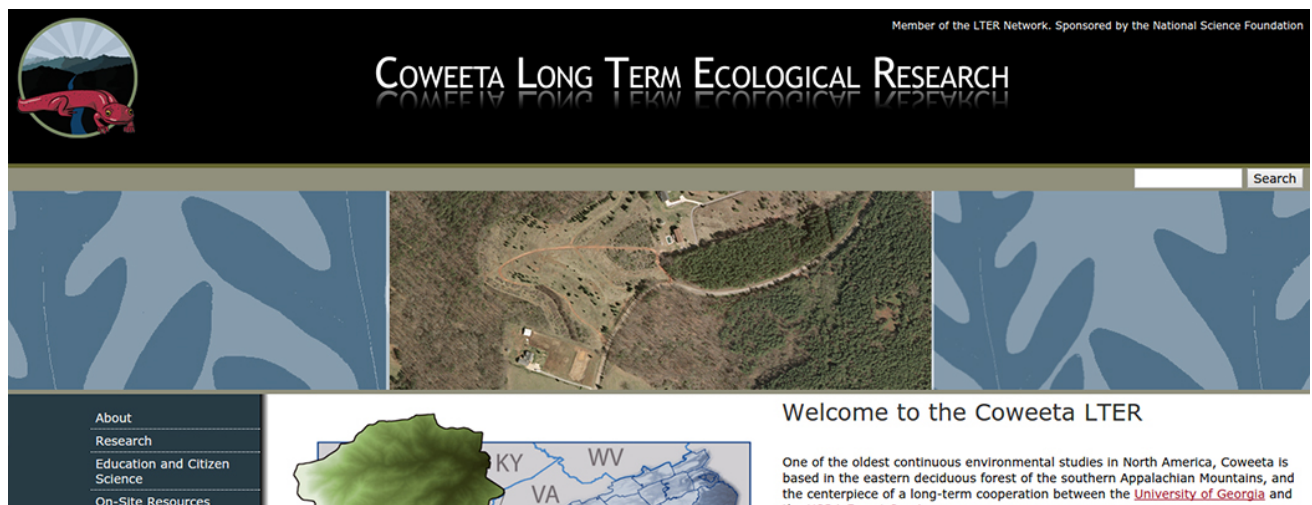 Member of the LTER Network. Sponsored by the National Science Foundation
COWEETA LONG TERM ECOLOGICAL RESEARCH
Search
About
Research
Education and Citizen
Science
On-Site Resources
KY
WV
VA
Welcome to the Coweeta LTER
One of the oldest continuous environmental studies in North America, Coweeta is
based in the eastern deciduous forest of the southern Appalachian Mountains, and
the centerpiece of a long-term cooperation between the University of Georgia and